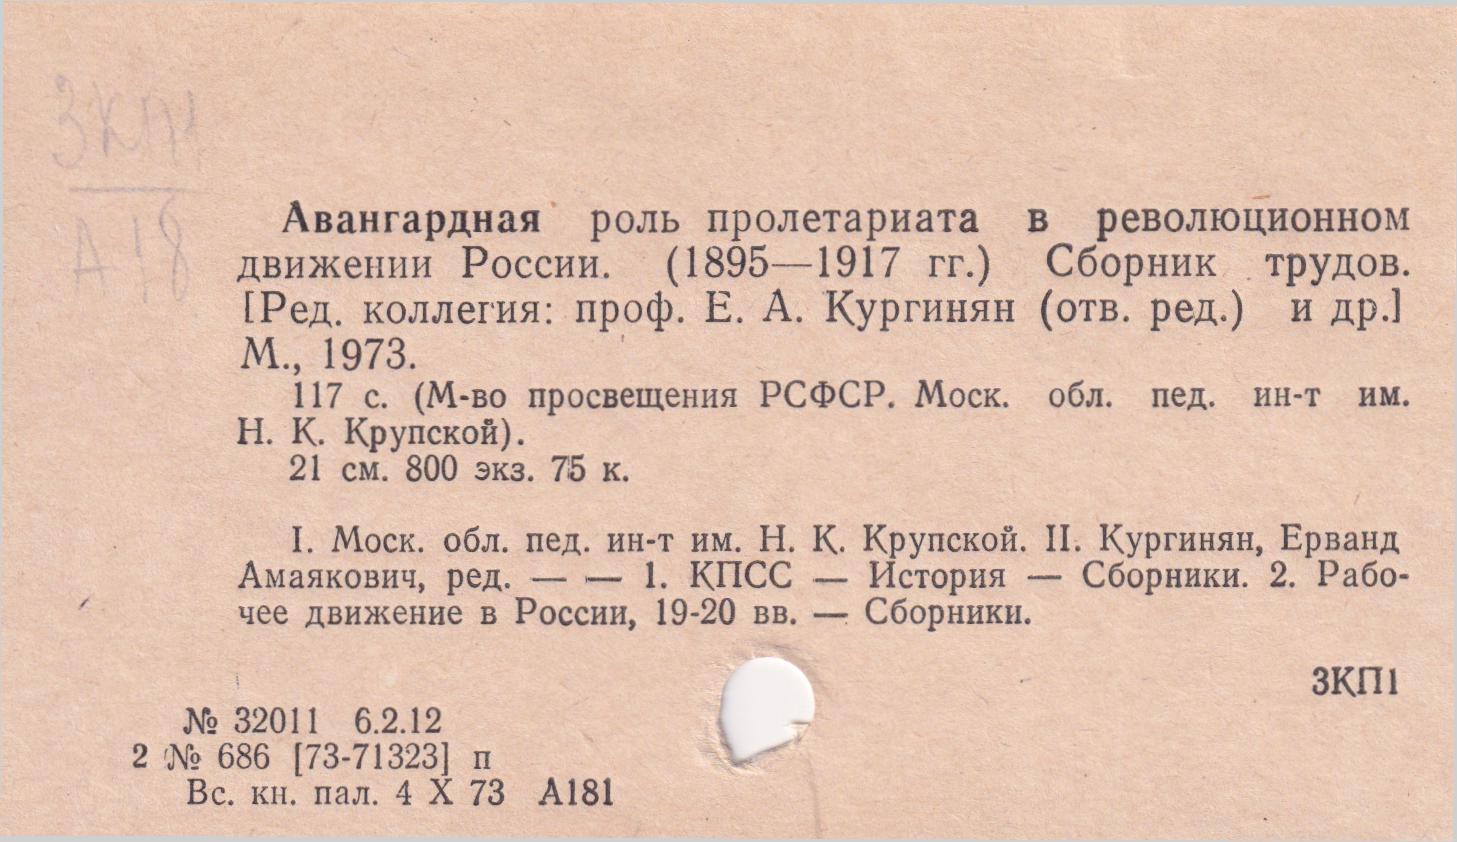 3КП1
А18
Авангардная роль пролетариата в революционном
движении России. (1895—1917 гг.) Сборник трудов.
[Ред. коллегия: проф. Е. А. Кургинян (отв. ред.) и др.]
М., 1973.
117 с. (М-во просвещения РСФСР. Моск. обл. пед. ин-т им.
Н. К. Крупской).
21 см. 800 экз. 75 к.
I. Моск. обл. пед. ин-т им. Н. К. Крупской. II. Кургинян, Ерванд
Амаякович, ред. — — 1. КПСС — История — Сборники. 2. Рабо-
чее движение в России, 19-20 вв. — Сборники.
3КП1
№ 32011 6.2.12
2 № 686 [73-71323] п
Вс. кн. пал. 4 X 73 А181